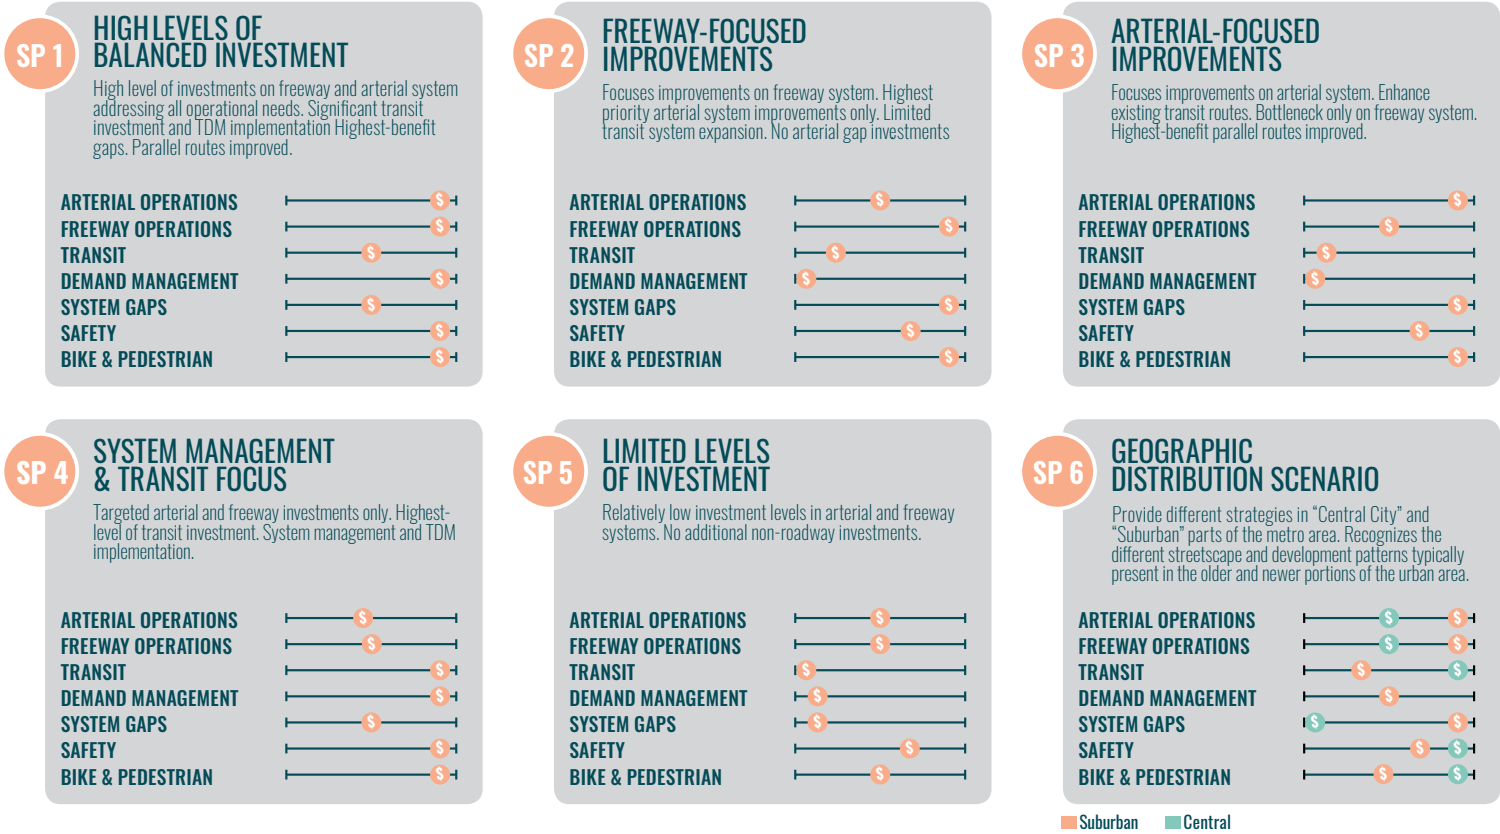 SP 1
HIGH LEVELS OF
BALANCED INVESTMENT
High level of investments on freeway and arterial system
addressing all operational needs. Significant transit
investment and TDM implementation Highest-benefit
gaps. Parallel routes improved.
ARTERIAL OPERATIONS $
FREEWAY OPERATIONS $
TRANSIT $
DEMAND MANAGEMENT $
SYSTEM GAPS $
SAFETY $
BIKE & PEDESTRIAN $
SP 2
FREEWAY-FOCUSED
IMPROVEMENTS
Focuses improvements on freeway system. Highest
priority arterial system improvements only. Limited
transit system expansion. No arterial gap investments
ARTERIAL OPERATIONS $
FREEWAY OPERATIONS $
TRANSIT $
DEMAND MANAGEMENT $
SYSTEM GAPS $
SAFETY $
BIKE & PEDESTRIAN $
SP 3
ARTERIAL-FOCUSED
IMPROVEMENTS
Focuses improvements on arterial system. Enhance
existing transit routes. Bottleneck only on freeway system.
Highest-benefit parallel routes improved.
ARTERIAL OPERATIONS $
FREEWAY OPERATIONS $
TRANSIT $
DEMAND MANAGEMENT $
SYSTEM GAPS $
SAFETY $
BIKE & PEDESTRIAN $
SP 4
SYSTEM MANAGEMENT
& TRANSIT FOCUS
Targeted arterial and freeway investments only. Highest-
level of transit investment. System management and TDM
implementation.
ARTERIAL OPERATIONS $
FREEWAY OPERATIONS $
TRANSIT $
DEMAND MANAGEMENT $
SYSTEM GAPS $
SAFETY $
BIKE & PEDESTRIAN $
SP 5
LIMITED LEVELS
OF INVESTMENT
Relatively low investment levels in arterial and freeway
systems. No additional non-roadway investments.
ARTERIAL OPERATIONS $
FREEWAY OPERATIONS $
TRANSIT $
DEMAND MANAGEMENT $
SYSTEM GAPS $
SAFETY $
BIKE & PEDESTRIAN $
SP 6
GEOGRAPHIC
DISTRIBUTION SCENARIO
Provide different strategies in “Central City” and
“Suburban” parts of the metro area. Recognizes the
different streetscape and development patterns typically
present in the older and newer portions of the urban area.
ARTERIAL OPERATIONS $ $
FREEWAY OPERATIONS $ $
TRANSIT $ $
DEMAND MANAGEMENT $
SYSTEM GAPS $ $
SAFETY $ $
BIKE & PEDESTRIAN $ $
Suburban Central